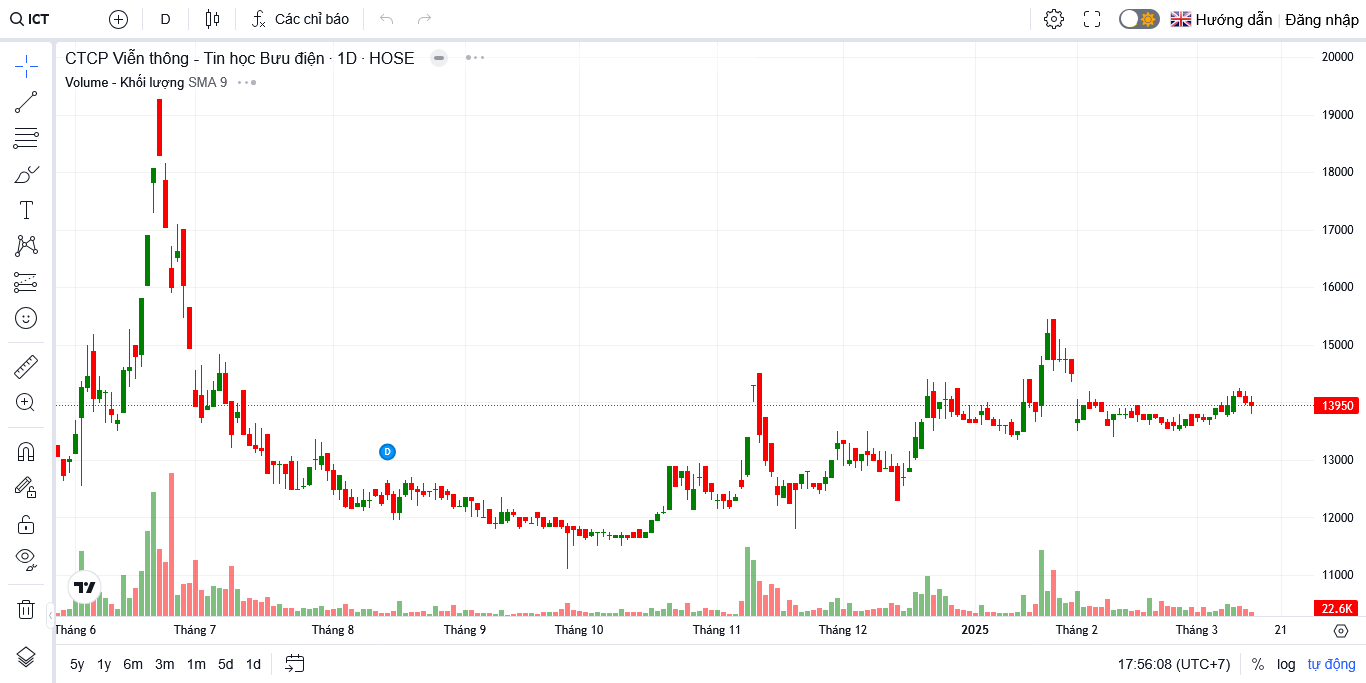 ICT D Các chỉ báo Hướng dẫn Đăng nhập
CTCP Viễn thông - Tin học Bưu điện · 1D · HOSE
Volume - Khối lượng SMA 9
20000
19000
18000
17000
16000
15000
13950
13000
12000
11000
22.6K
D
Tháng 6 Tháng 7 Tháng 8 Tháng 9 Tháng 10 Tháng 11 Tháng 12 2025 Tháng 2 Tháng 3 21
5y 1y 6m 3m 1m 5d 1d 17:56:08 (UTC+7) % log tự động